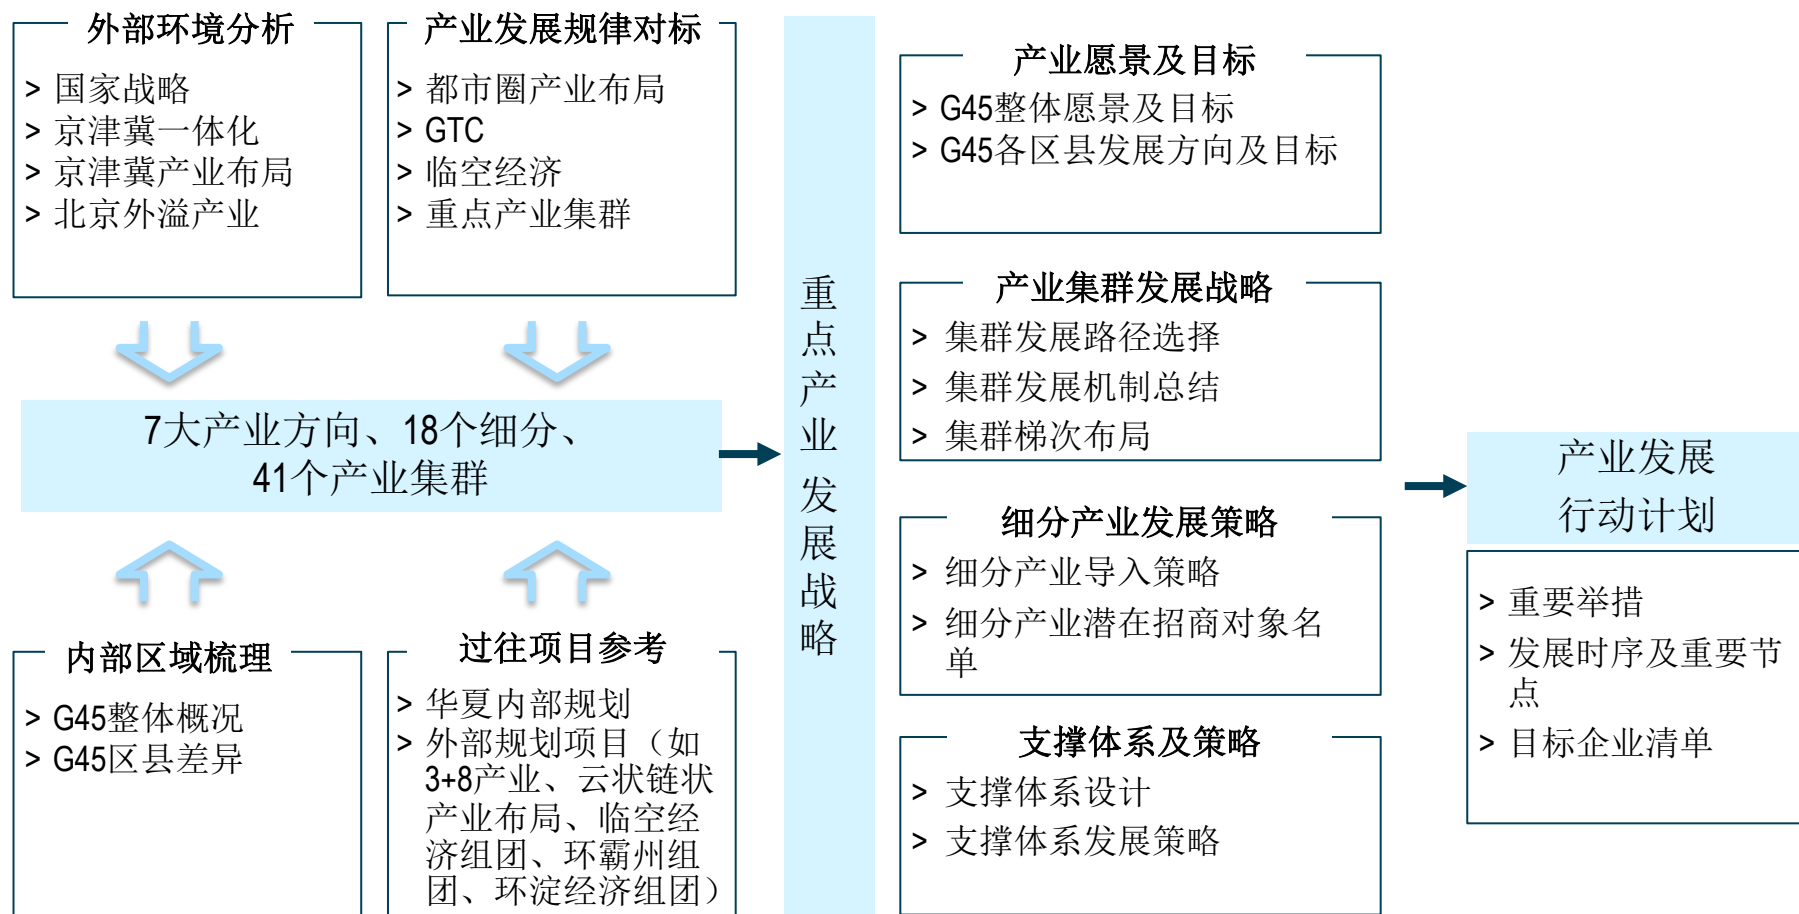 外部环境分析
> 国家战略
> 京津冀一体化
> 京津冀产业布局
> 北京外溢产业
产业发展规律对标
> 都市圈产业布局
> GTC
> 临空经济
> 重点产业集群
7大产业方向、18个细分、
41个产业集群
内部区域梳理
> G45整体概况
> G45区县差异
过往项目参考
> 华夏内部规划
> 外部规划项目（如
3+8产业、云状链状
产业布局、临空经
济组团、环霸州组
团、环淀经济组团）
重点产业发展战略
产业愿景及目标
> G45整体愿景及目标
> G45各区县发展方向及目标
产业集群发展战略
> 集群发展路径选择
> 集群发展机制总结
> 集群梯次布局
细分产业发展策略
> 细分产业导入策略
> 细分产业潜在招商对象名
单
支撑体系及策略
> 支撑体系设计
> 支撑体系发展策略
产业发展
行动计划
> 重要举措
> 发展时序及重要节
点
> 目标企业清单